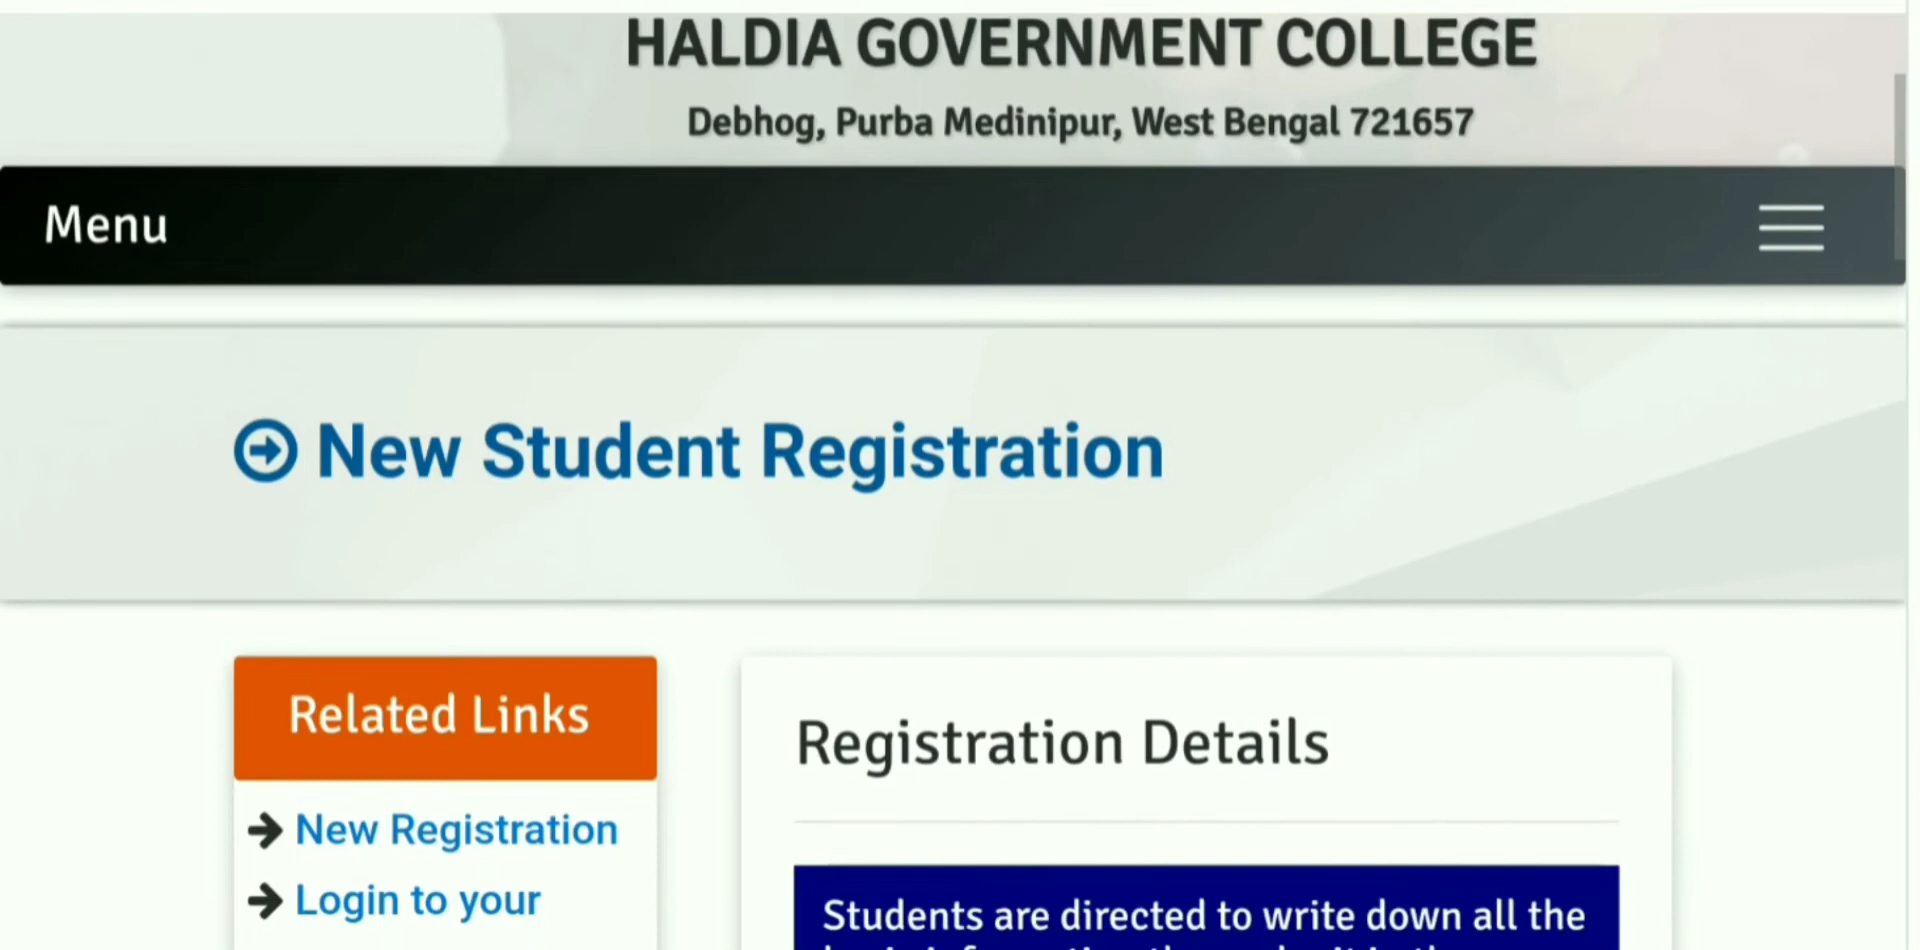 HALDIA GOVERNMENT COLLEGE
Debhog, Purba Medinipur, West Bengal 721657
Menu
New Student Registration
Related Links
New Registration
Login to your
Registration Details
Students are directed to write down all the